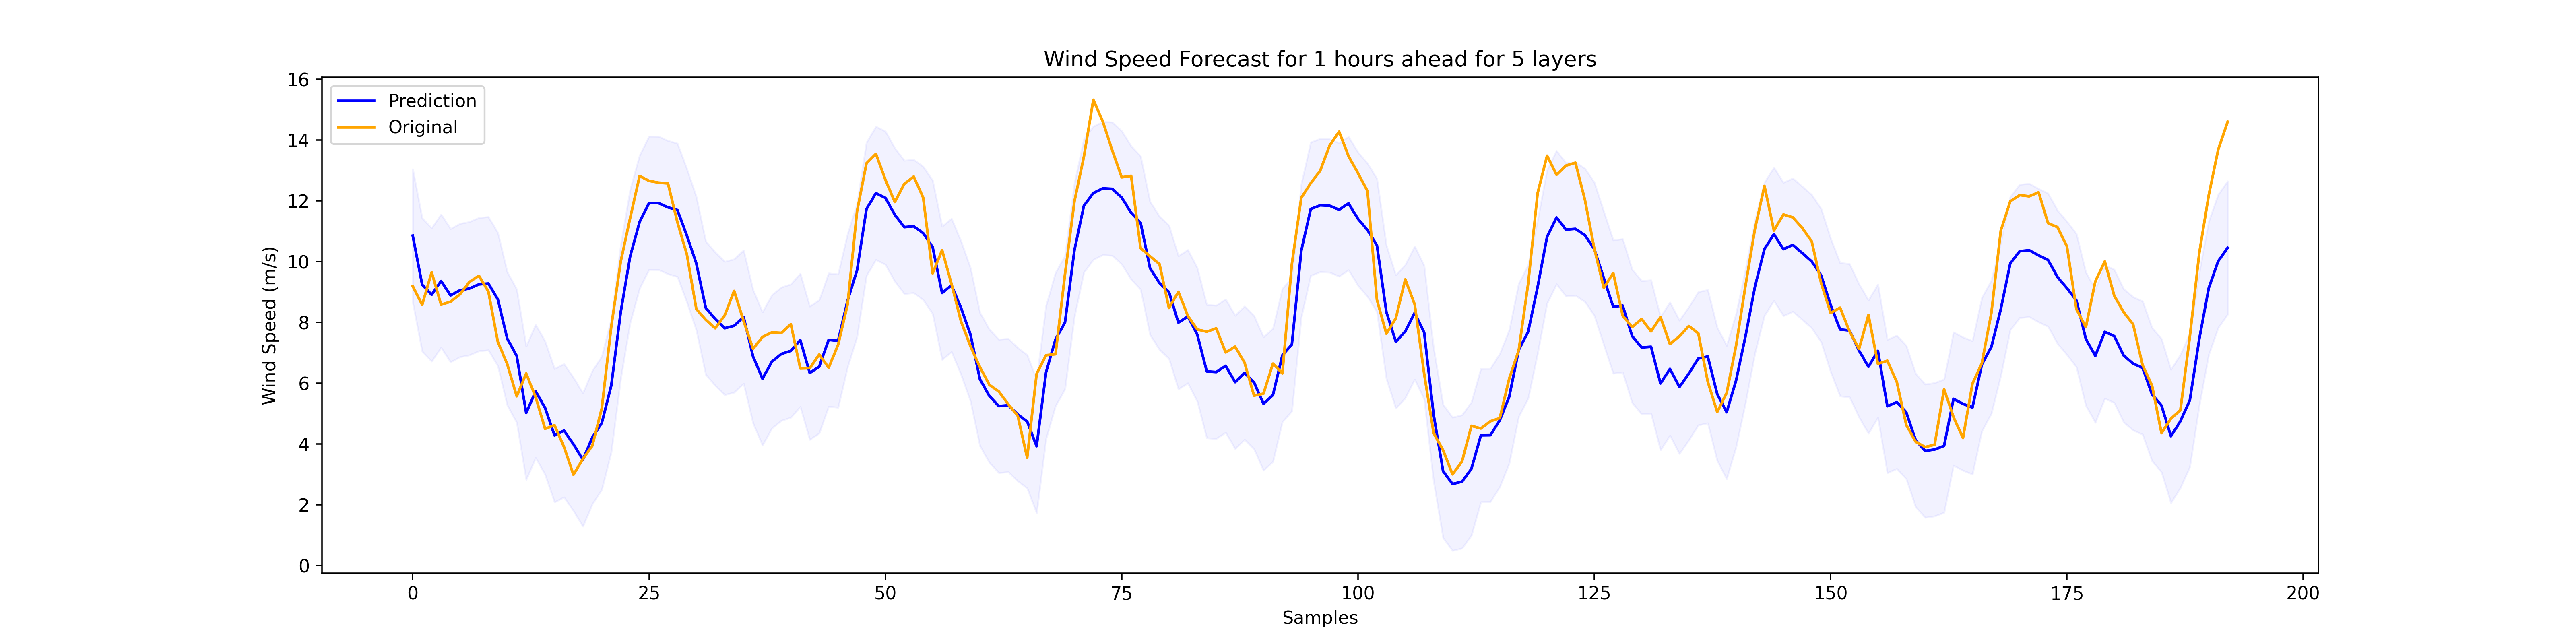 Wind Speed Forecast for 1 hours ahead for 5 layers
Prediction
Original
Wind Speed (m/s)
16
14
12
10
8
6
4
2
0
0 25 50 75 100 125 150 175 200
Samples